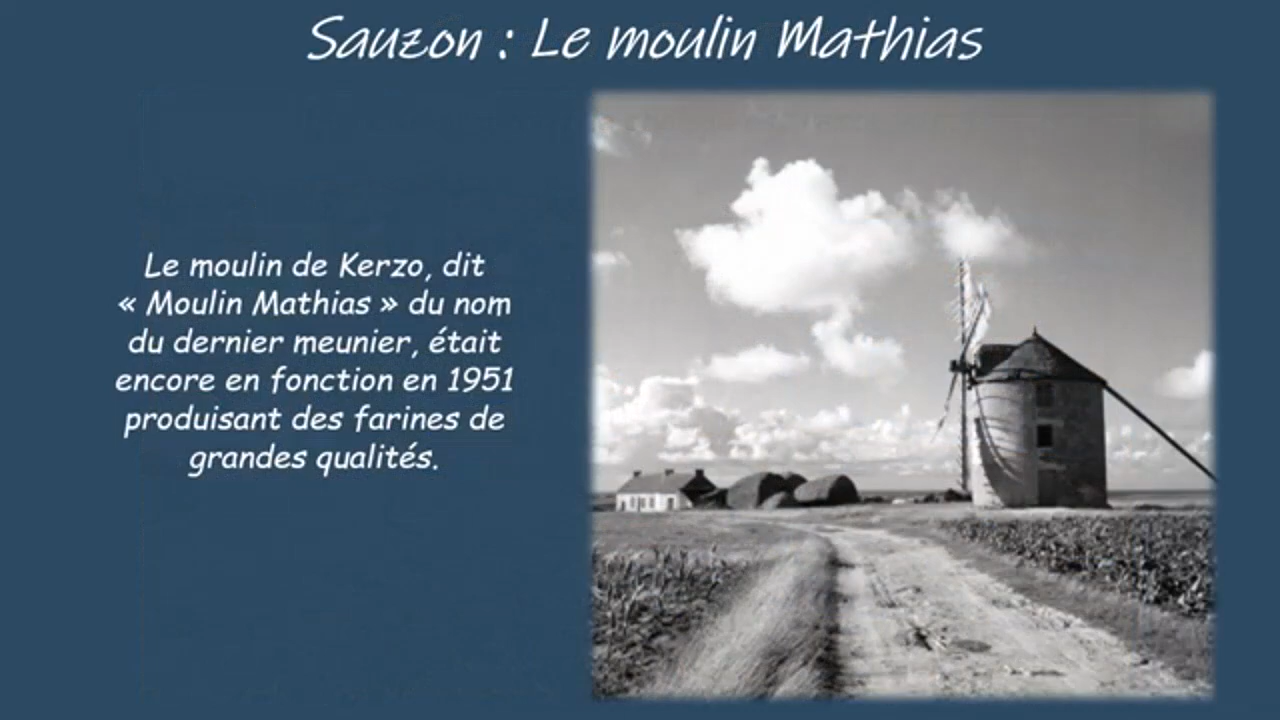 Sauzon : Le moulin Mathias
Le moulin de Kerzo, dit
« Moulin Mathias » du nom
du dernier meunier, était
encore en fonction en 1951
produisant des farines de
grandes qualités.